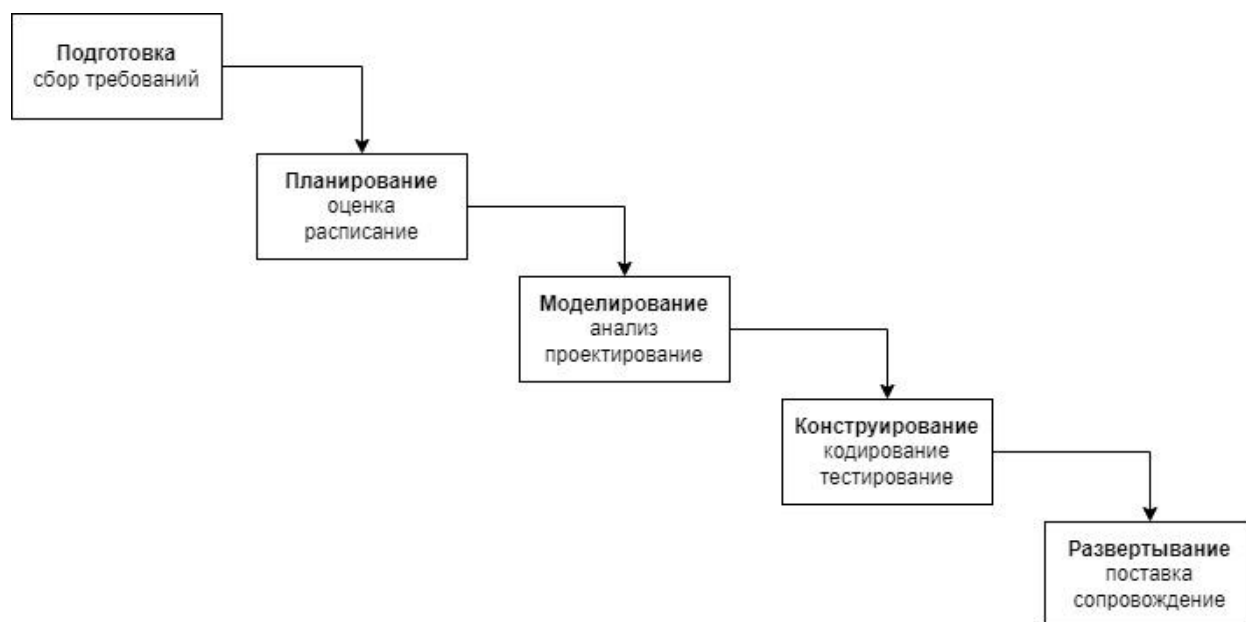 Подготовка
сбор требований
Планирование
оценка
расписание
Моделирование
анализ
проектирование
Конструирование
кодирование
тестирование
Развертывание
поставка
сопровождение